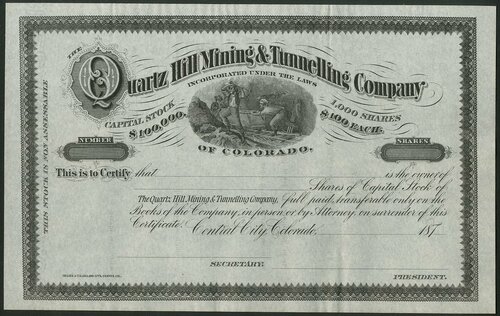 THE
Quartz Hill Mining & Tunnelling Company
INCORPORATED UNDER THE LAWS
CAPITAL STOCK
$100,000.
1,000 SHARES
$100 EACH.
OF COLORADO.
NUMBER
SHARES
This is to Certify that is the owner of
Shares of Capital Stock of
The Quartz Hill Mining & Tunnelling Company, full paid, transferable only on the
Books of the Company, in person or by Attorney, on surrender of this
Certificate. Central City Colorado, 187
SECRETARY.
PRESIDENT.
THIS STOCK IS NON ASSESSABLE